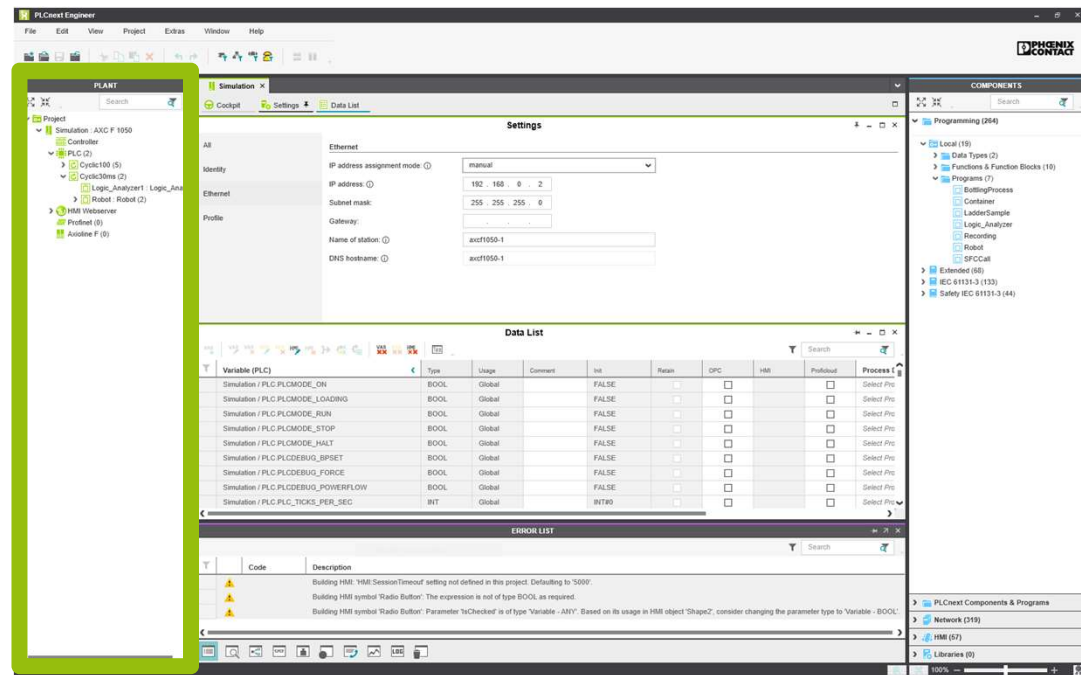 PLCnext Engineer
File Edit View Project Extras Window Help
PHŒNIX
CONTACT
PLANT
Search
Project
Simulation : AXC F 1050
Controller
PLC (2)
Cyclic100 (5)
Cyclic30ms (2)
Logic_Analyzer1 : Logic_Ana
Robot : Robot (2)
HMI Webserver
Profinet (0)
Axioline F (0)
Simulation
Cockpit Settings Data List
Settings
All
Identity
Ethernet
Profile
Ethernet
IP address assignment mode: manual
IP address: 192 . 168 . 0 . 2
Subnet mask: 255 . 255 . 255 . 0
Gateway: . . .
Name of station: axcf1050-1
DNS hostname: axcf1050-1
Data List
Search
Variable (PLC) Type Usage Comment Init Retain OPC HMI Proficloud Process D
Simulation / PLC.PLCMODE_ON BOOL Global FALSE Select Pro
Simulation / PLC.PLCMODE_LOADING BOOL Global FALSE Select Pro
Simulation / PLC.PLCMODE_RUN BOOL Global FALSE Select Pro
Simulation / PLC.PLCMODE_STOP BOOL Global FALSE Select Pro
Simulation / PLC.PLCMODE_HALT BOOL Global FALSE Select Pro
Simulation / PLC.PLCDEBUG_BPSET BOOL Global FALSE Select Pro
Simulation / PLC.PLCDEBUG_FORCE BOOL Global FALSE Select Pro
Simulation / PLC.PLCDEBUG_POWERFLOW BOOL Global FALSE Select Pro
Simulation / PLC.PLC_TICKS_PER_SEC INT Global INT#0 Select Pro
ERROR LIST
Search
Code Description
Building HMI: 'HMI:SessionTimeout' setting not defined in this project. Defaulting to '5000'.
Building HMI symbol 'Radio Button': The expression is not of type BOOL as required.
Building HMI symbol 'Radio Button': Parameter 'IsChecked' is of type 'Variable - ANY'. Based on its usage in HMI object 'Shape2', consider changing the parameter type to 'Variable - BOOL'.
LOG
COMPONENTS
Search
Programming (264)
Local (19)
Data Types (2)
Functions & Function Blocks (10)
Programs (7)
BottlingProcess
Container
LadderSample
Logic_Analyzer
Recording
Robot
SFCCall
Extended (68)
IEC 61131-3 (133)
Safety IEC 61131-3 (44)
PLCnext Components & Programs
Network (319)
HMI (57)
Libraries (0)
100%